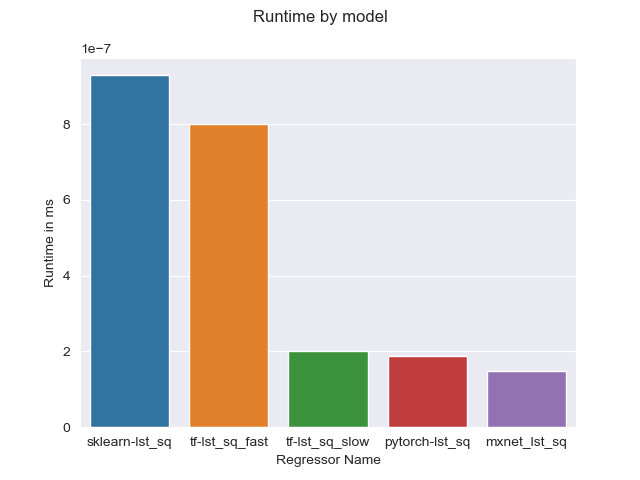 Runtime by model
1e−7
8
6
4
2
0
Runtime in ms
sklearn-lst_sq tf-lst_sq_fast tf-lst_sq_slow pytorch-lst_sq mxnet_lst_sq
Regressor Name